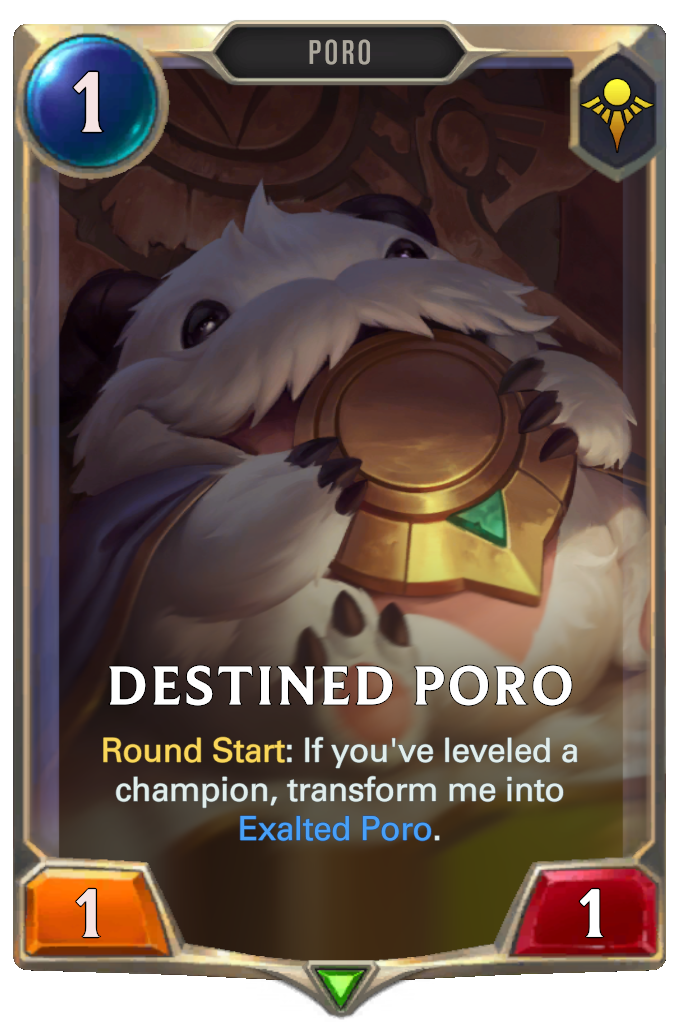 PORO
1
DESTINED PORO
Round Start: If you've leveled a
champion, transform me into
Exalted Poro.
1
1